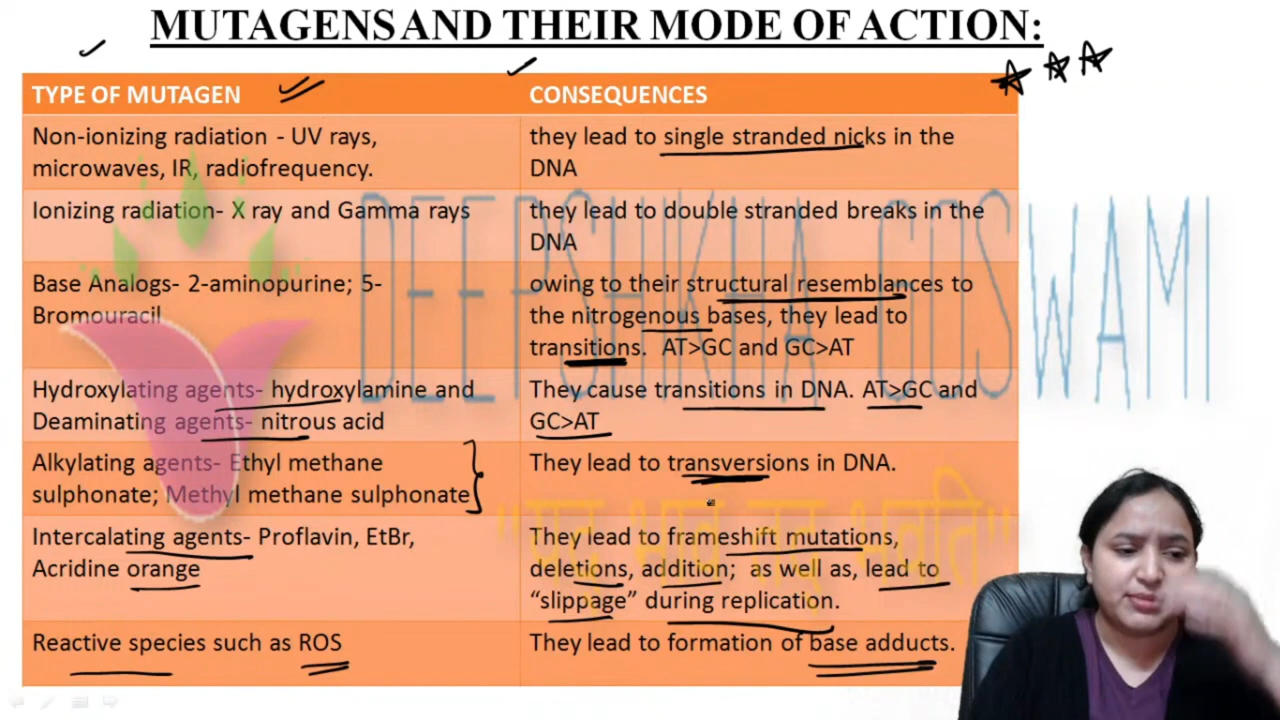 MUTAGENS AND THEIR MODE OF ACTION:
TYPE OF MUTAGEN
CONSEQUENCES
Non-ionizing radiation - UV rays,
microwaves, IR, radiofrequency.
they lead to single stranded nicks in the
DNA
Ionizing radiation- X ray and Gamma rays
they lead to double stranded breaks in the
DNA
Base Analogs- 2-aminopurine; 5-
Bromouracil
owing to their structural resemblances to
the nitrogenous bases, they lead to
transitions. AT>GC and GC>AT
Hydroxylating agents- hydroxylamine and
Deaminating agents- nitrous acid
They cause transitions in DNA. AT>GC and
GC>AT
Alkylating agents- Ethyl methane
sulphonate; Methyl methane sulphonate
They lead to transversions in DNA.
Intercalating agents- Proflavin, EtBr,
Acridine orange
They lead to frameshift mutations,
deletions, addition; as well as, lead to
“slippage” during replication.
Reactive species such as ROS
They lead to formation of base adducts.
DEEPSHIKHA GOSWAMI
"यद् भावं तद् भवति"